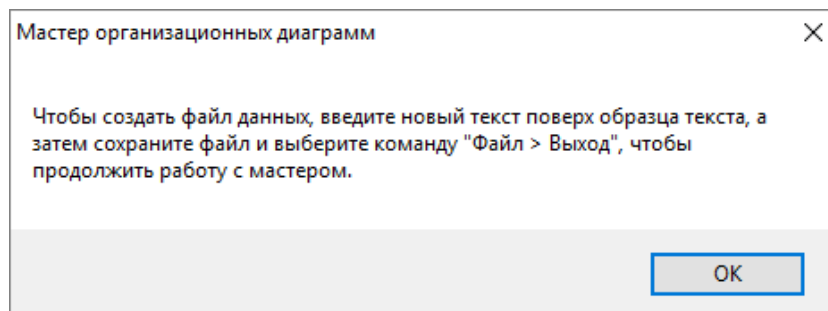 Мастер организационных диаграмм
Чтобы создать файл данных, введите новый текст поверх образца текста, а
затем сохраните файл и выберите команду "Файл > Выход", чтобы
продолжить работу с мастером.
ОК